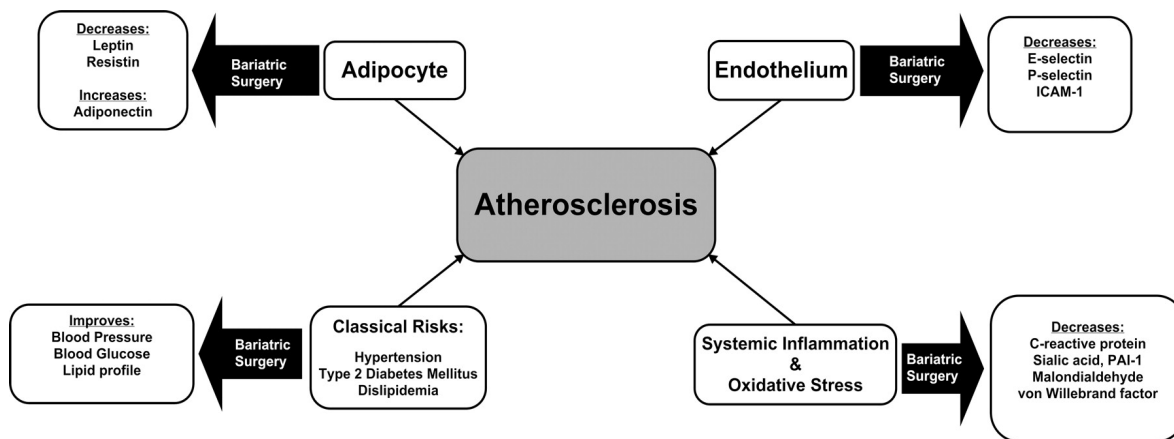 Decreases:
Leptin
Resistin
Increases:
Adiponectin
Bariatric
Surgery
Adipocyte
Endothelium
Bariatric
Surgery
Decreases:
E-selectin
P-selectin
ICAM-1
Atherosclerosis
Improves:
Blood Pressure
Blood Glucose
Lipid profile
Bariatric
Surgery
Classical Risks:
Hypertension
Type 2 Diabetes Mellitus
Dislipidemia
Systemic Inflammation
&
Oxidative Stress
Bariatric
Surgery
Decreases:
C-reactive protein
Sialic acid, PAI-1
Malondialdehyde
von Willebrand factor